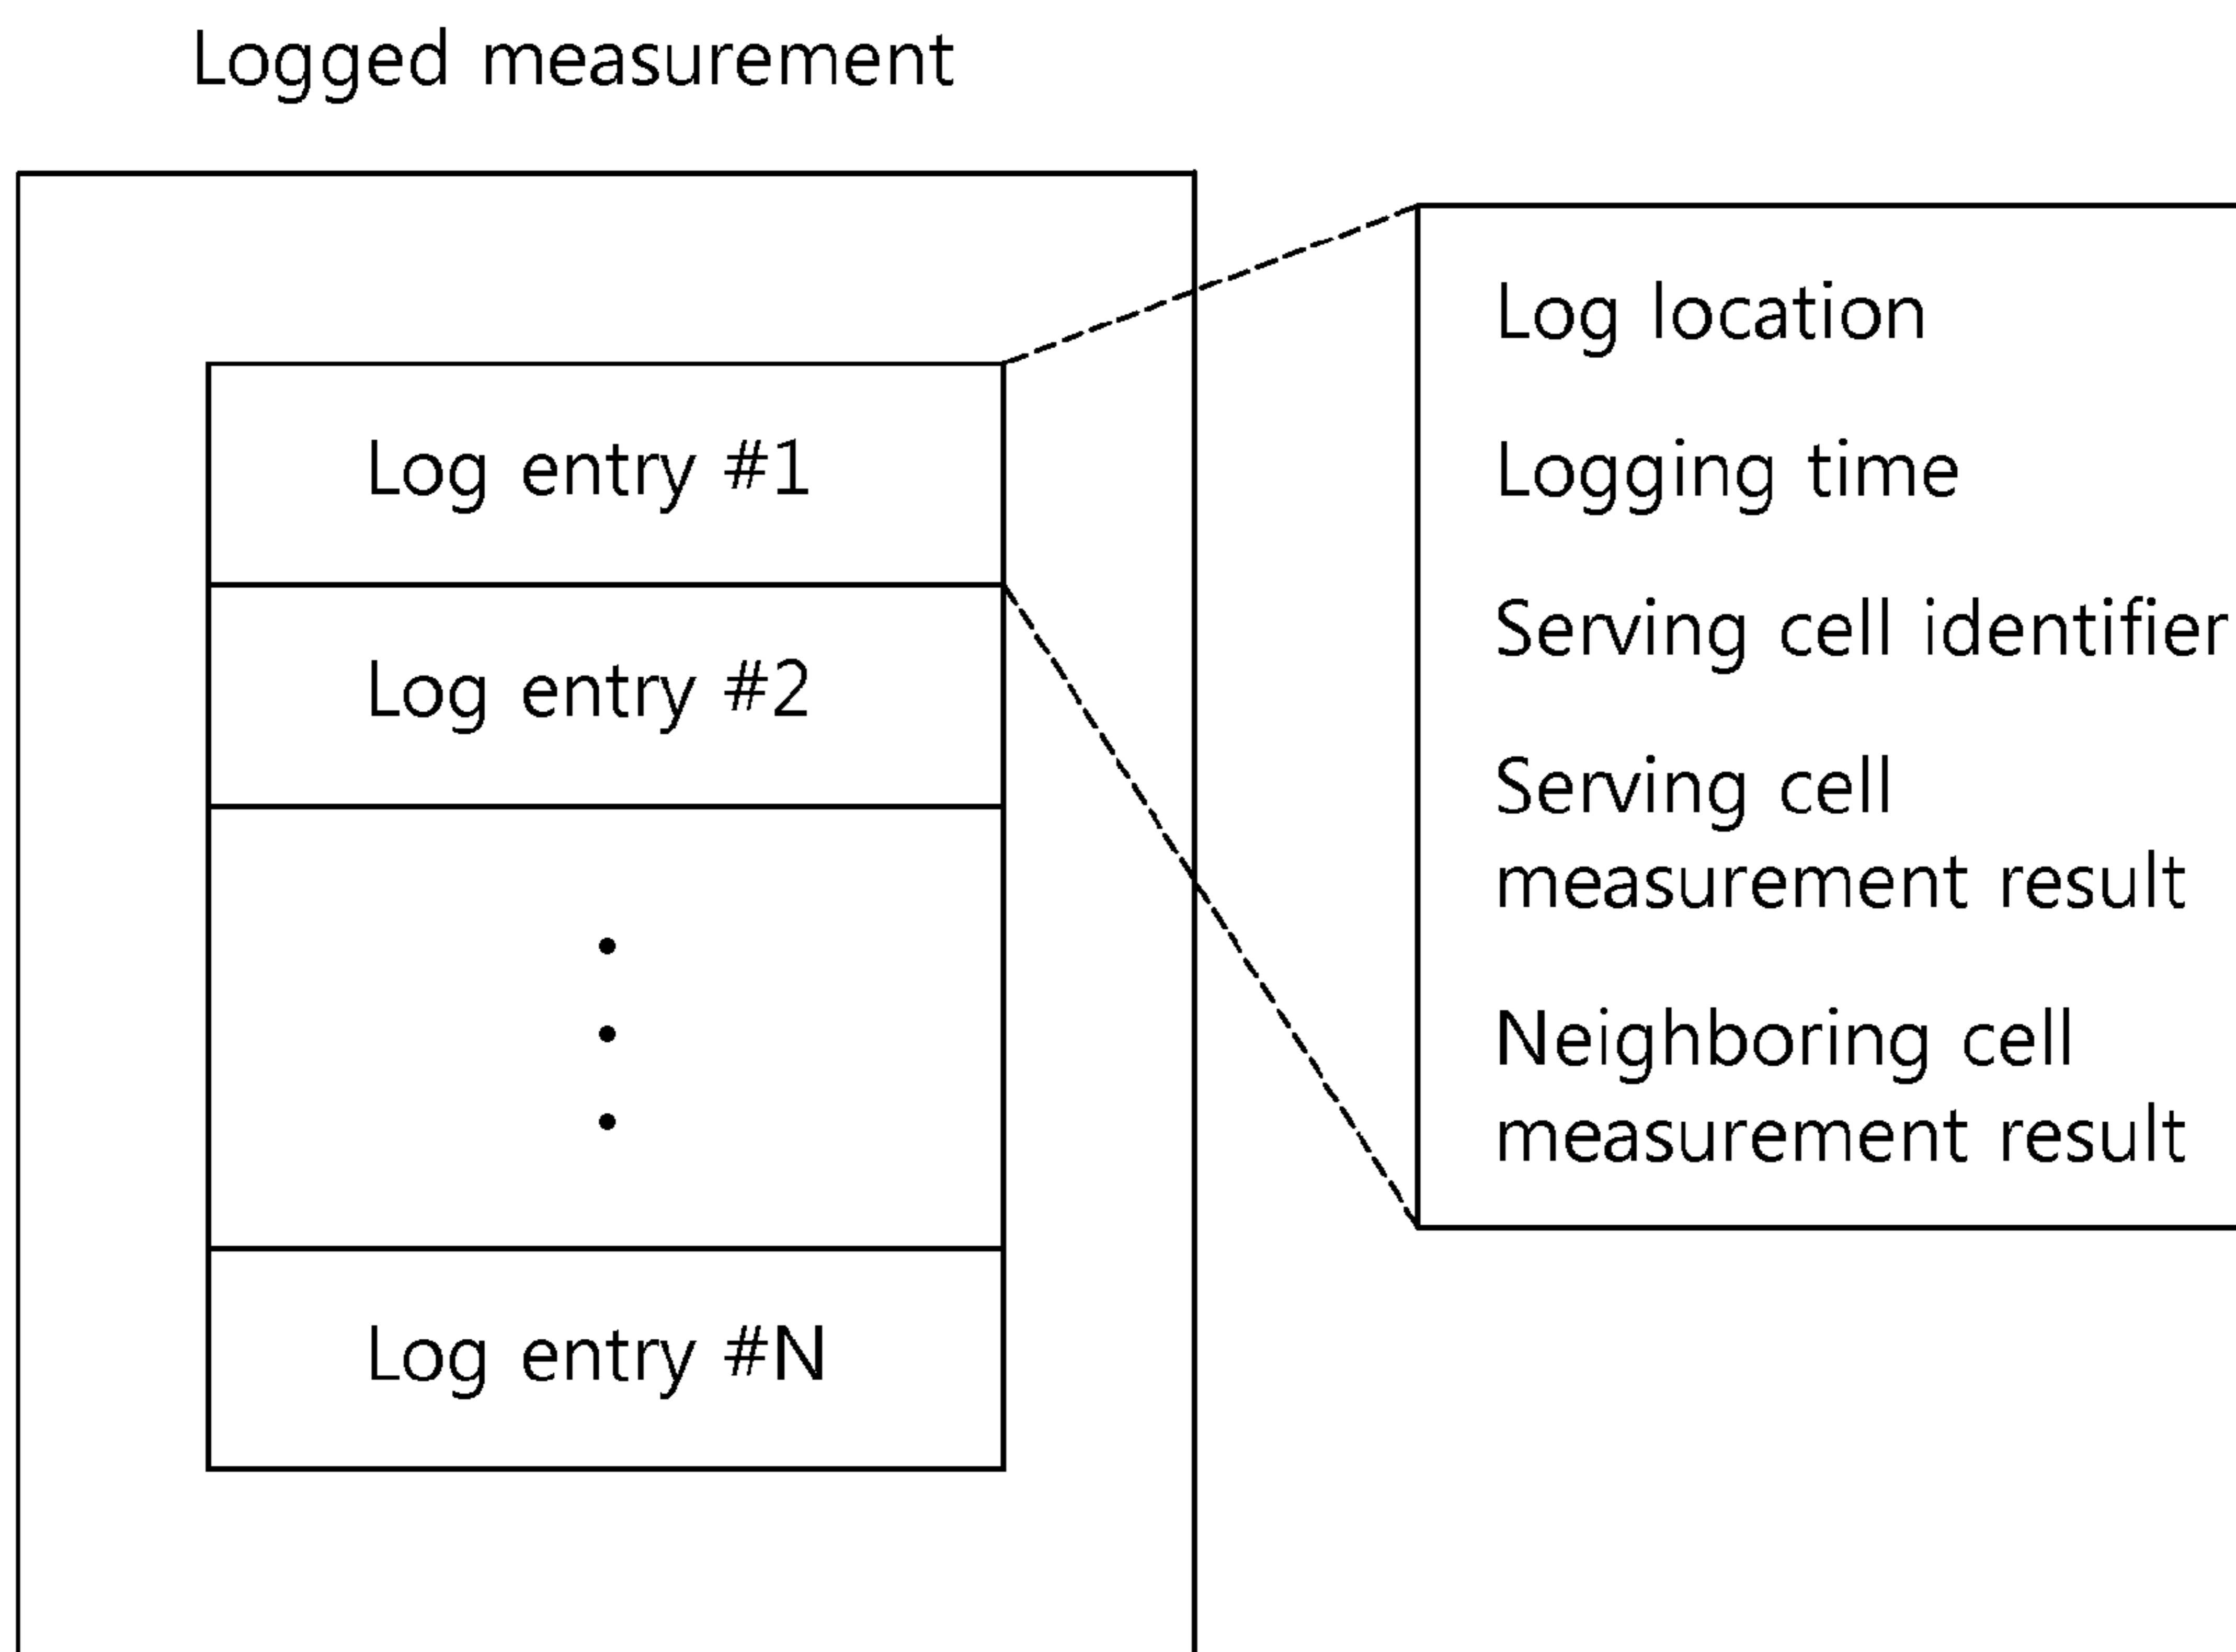 Logged measurement
Log entry #1
Log entry #2
Log entry #N
Log location
Logging time
Serving cell identifier
Serving cell
measurement result
Neighboring cell
measurement result